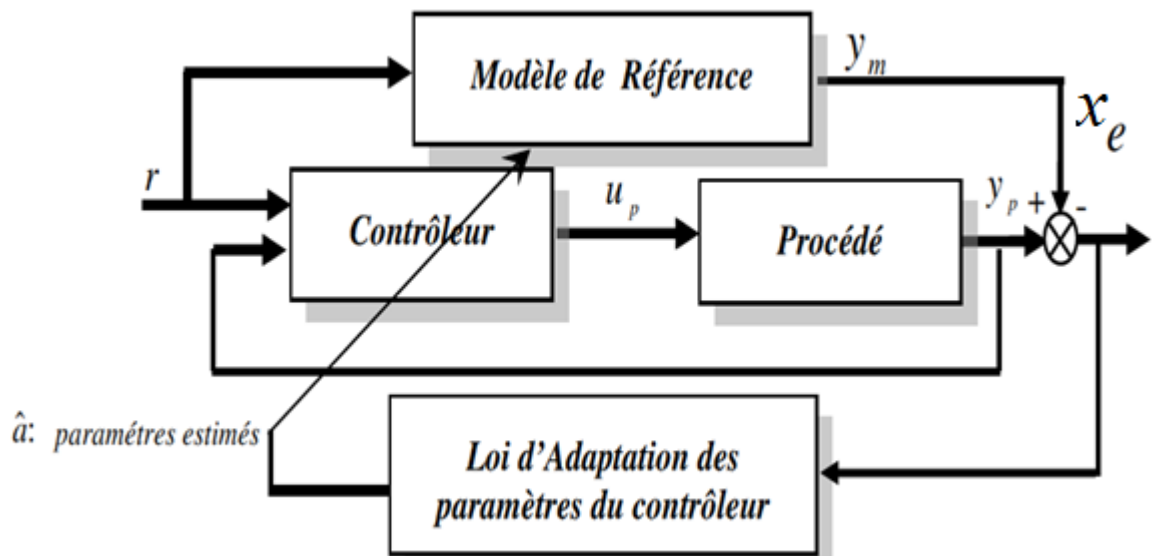 Modèle de Référence
y_m
x_e
r
Contrôleur
u_p
Procédé
y_p + -
â: paramétres estimés
Loi d'Adaptation des
paramètres du contrôleur